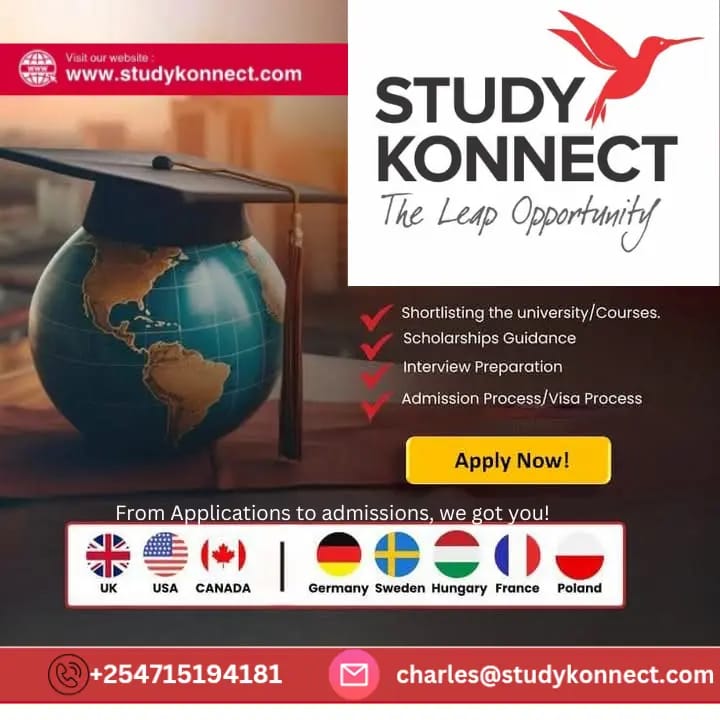 Visit our website :
www.studykonnect.com
WWW
STUDY
KONNECT
The Leap Opportunity
Shortlisting the university/Courses.
Scholarships Guidance
Interview Preparation
Admission Process/Visa Process
Apply Now!
From Applications to admissions, we got you!
UK USA CANADA Germany Sweden Hungary France Poland
+254715194181 charles@studykonnect.com